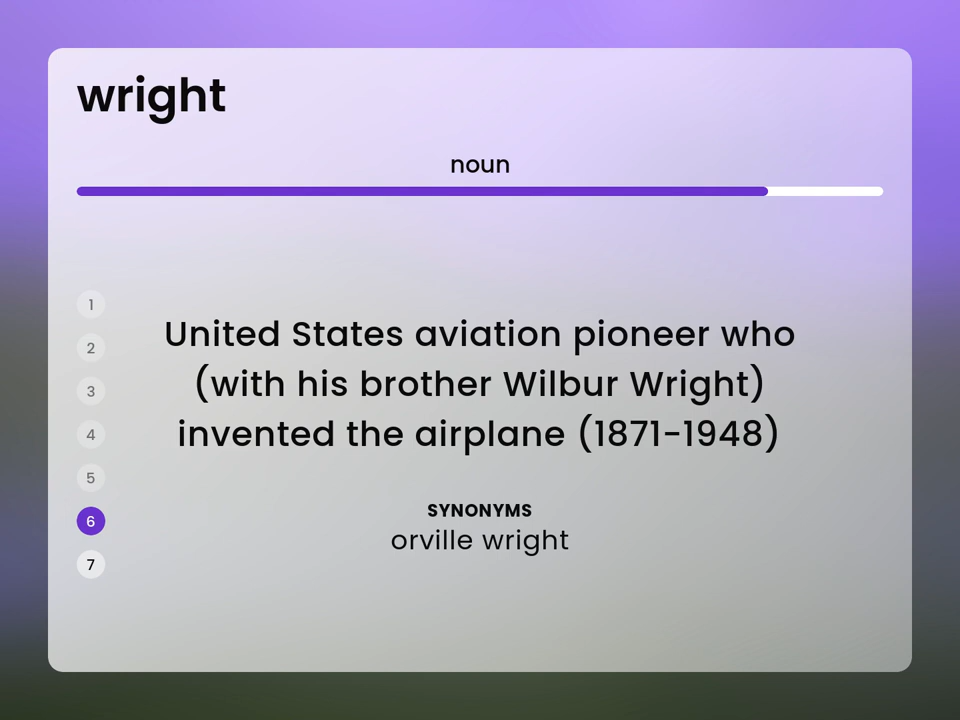 wright
noun
1
2
3
4
5
6
7
United States aviation pioneer who
(with his brother Wilbur Wright)
invented the airplane (1871-1948)
SYNONYMS
orville wright